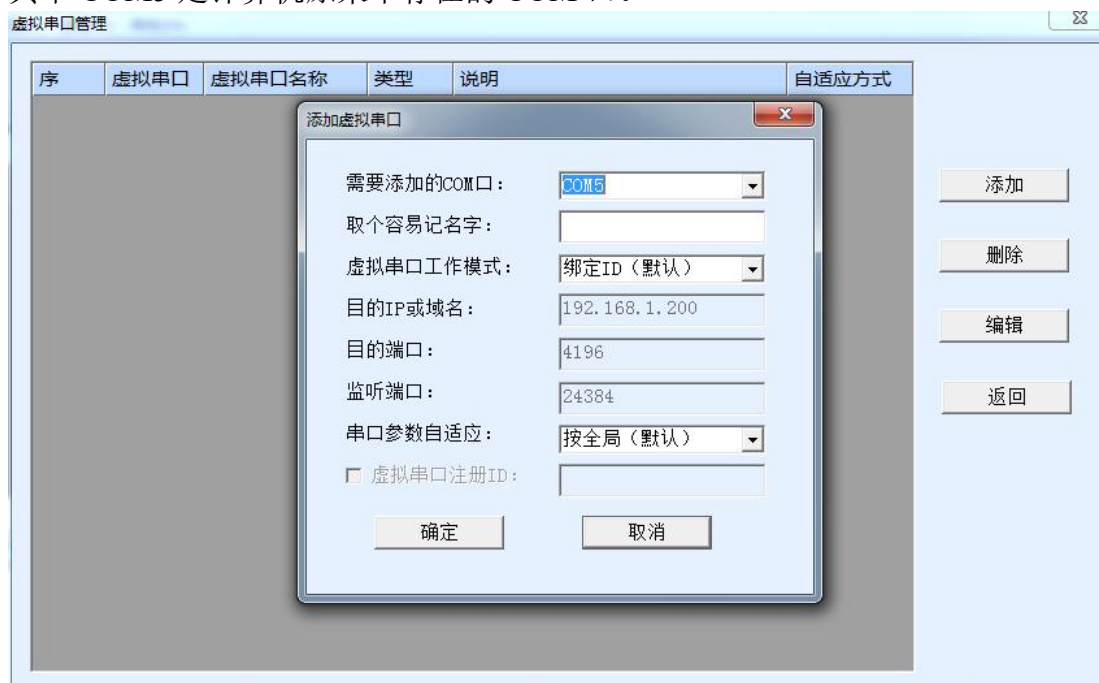 虚拟串口管理
序 虚拟串口 虚拟串口名称 类型 说明 自适应方式
添加虚拟串口
需要添加的COM口： COM5
取个容易记名字：
虚拟串口工作模式： 绑定ID（默认）
目的IP或域名： 192.168.1.200
目的端口： 4196
监听端口： 24384
串口参数自适应： 按全局（默认）
虚拟串口注册ID：
确定 取消
添加
删除
编辑
返回